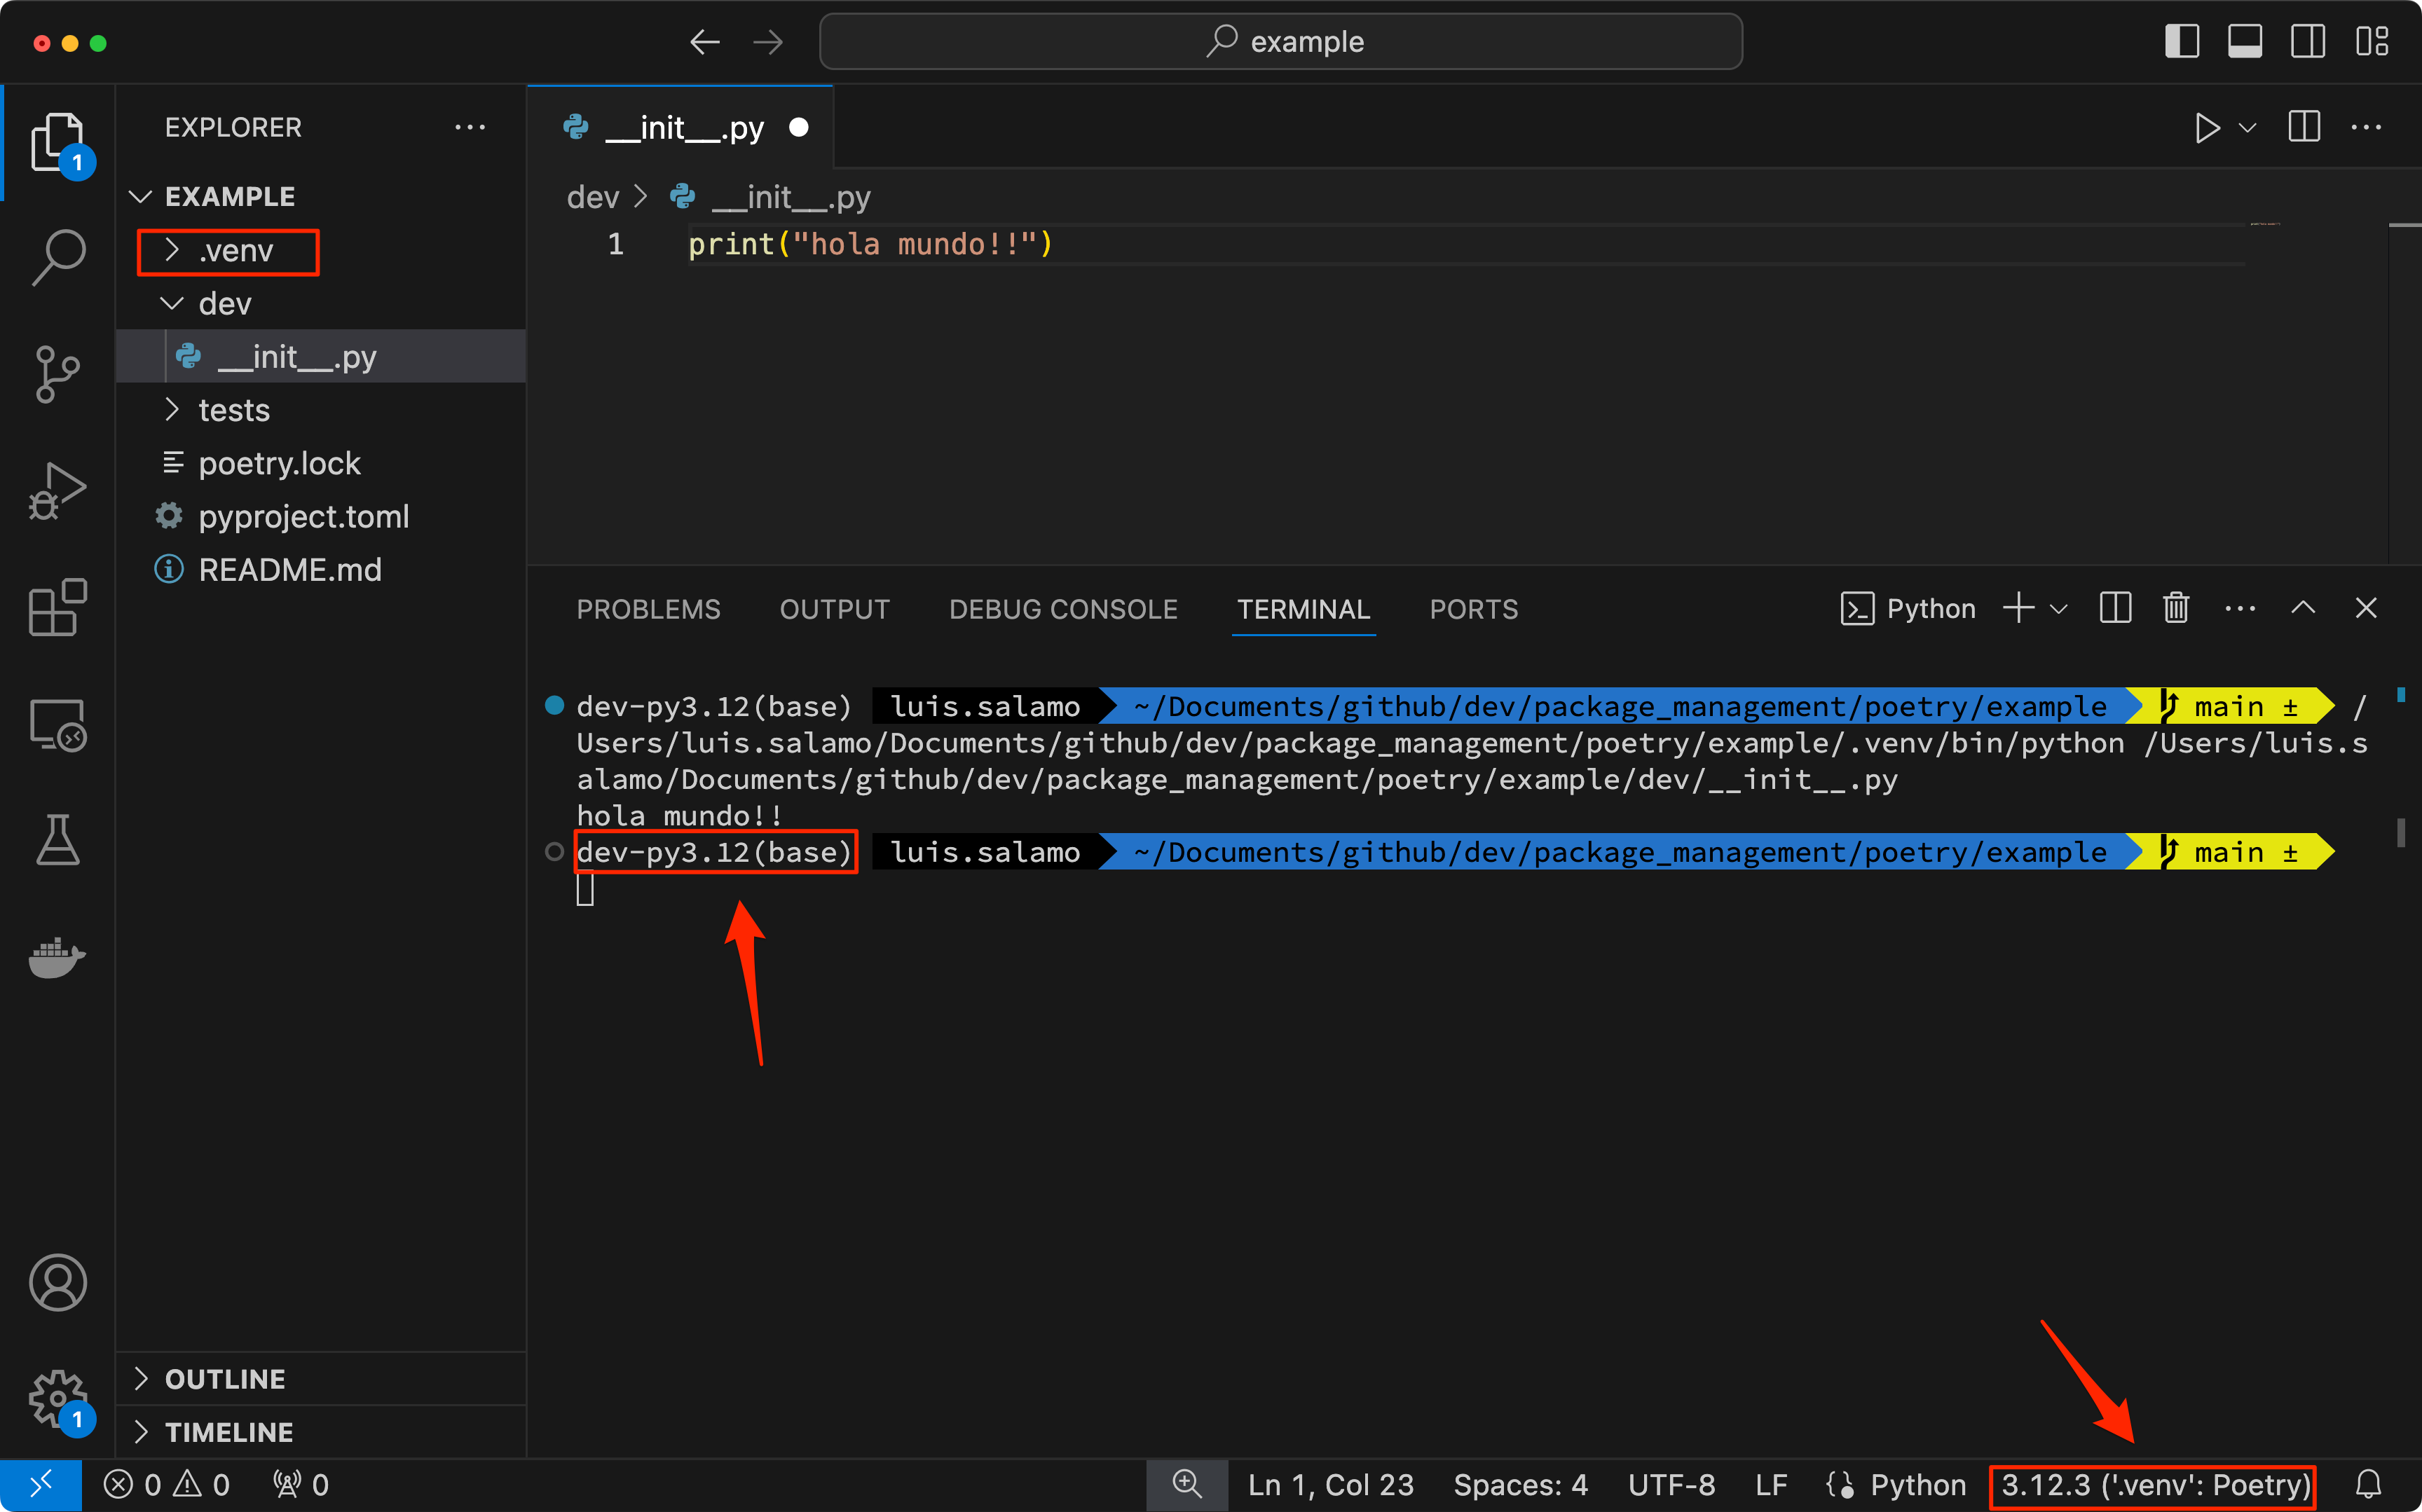 example
EXPLORER
__init__.py
1
EXAMPLE
dev > __init__.py
.venv
1 print("hola mundo!!")
dev
__init__.py
tests
poetry.lock
pyproject.toml
README.md
PROBLEMS OUTPUT DEBUG CONSOLE TERMINAL PORTS Python
dev-py3.12(base) luis.salamo ~/Documents/github/dev/package_management/poetry/example main ± /
Users/luis.salamo/Documents/github/dev/package_management/poetry/example/.venv/bin/python /Users/luis.s
alamo/Documents/github/dev/package_management/poetry/example/dev/__init__.py
hola mundo!!
dev-py3.12(base) luis.salamo ~/Documents/github/dev/package_management/poetry/example main ±
OUTLINE
1
TIMELINE
0 0 0 Ln 1, Col 23 Spaces: 4 UTF-8 LF Python 3.12.3 ('.venv': Poetry)